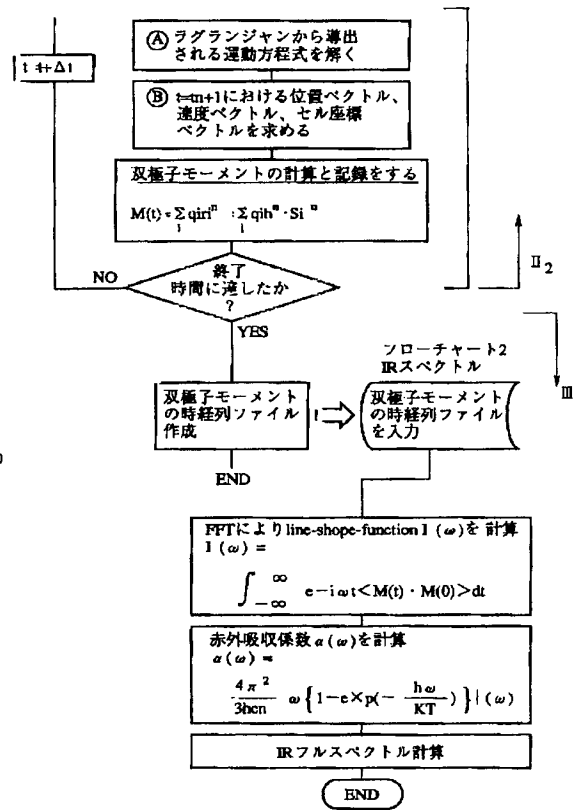 Ⓐ ラグランジャンから導出
される運動方程式を解く
t=t+Δt
Ⓑ t=tn+1における位置ベクトル、
速度ベクトル、セル座標
ベクトルを求める
双極子モーメントの計算と記録をする
M(t)=Σ qiri^n :Σ qih^n・Si^n
i i
II2
NO
終了
時間に達したか
?
YES
フローチャート2
IRスペクトル
III
双極子モーメント
の時経列ファイル
作成
双極子モーメント
の時経列ファイル
を入力
END
FFTによりline-shope-function I (ω)を 計算
I (ω) =
∫ ∞
-∞ e-iωt<M(t)・M(0)>dt
赤外吸収係数α(ω)を計算
α(ω) =
4π^2
3hcn ω{1-e×p(- hω
KT )}I(ω)
IRフルスペクトル計算
END